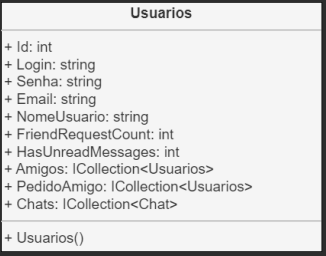 Usuarios
+ Id: int
+ Login: string
+ Senha: string
+ Email: string
+ NomeUsuario: string
+ FriendRequestCount: int
+ HasUnreadMessages: int
+ Amigos: ICollection<Usuarios>
+ PedidoAmigo: ICollection<Usuarios>
+ Chats: ICollection<Chat>
+ Usuarios()